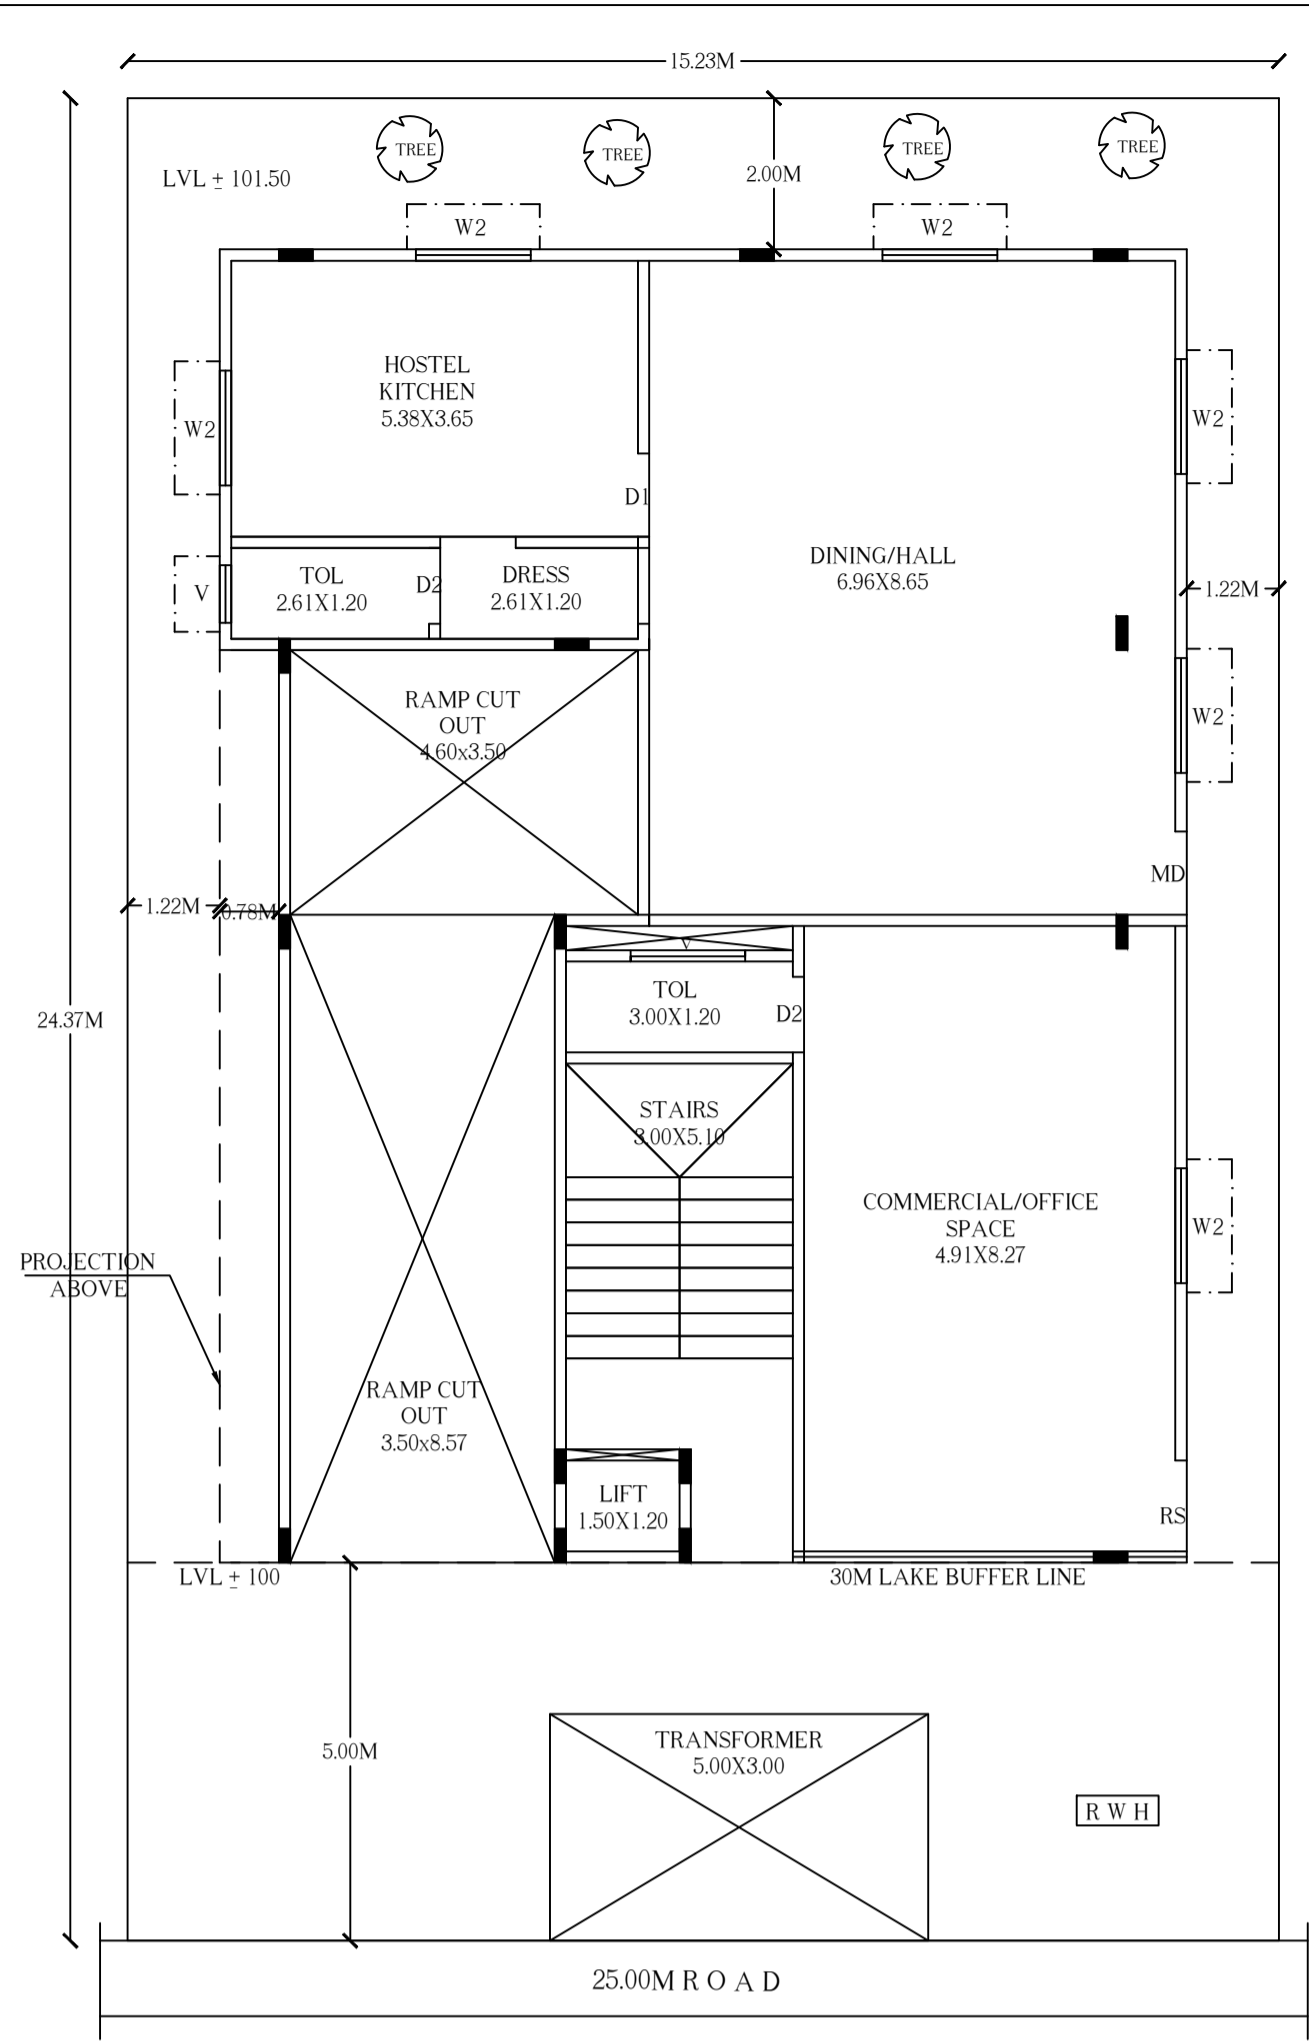 15.23M
TREE
TREE
TREE
TREE
LVL ± 101.50
2.00M
W2
W2
HOSTEL
KITCHEN
5.38X3.65
W2
W2
D1
DINING/HALL
6.96X8.65
V
TOL
2.61X1.20
D2
DRESS
2.61X1.20
1.22M
RAMP CUT
OUT
4.60x3.50
W2
MD
1.22M
0.78M
V
24.37M
TOL
3.00X1.20
D2
STAIRS
3.00X5.10
COMMERCIAL/OFFICE
SPACE
4.91X8.27
W2
PROJECTION
ABOVE
RAMP CUT
OUT
3.50x8.57
LIFT
1.50X1.20
RS
LVL ± 100
30M LAKE BUFFER LINE
5.00M
TRANSFORMER
5.00X3.00
R W H
25.00M R O A D